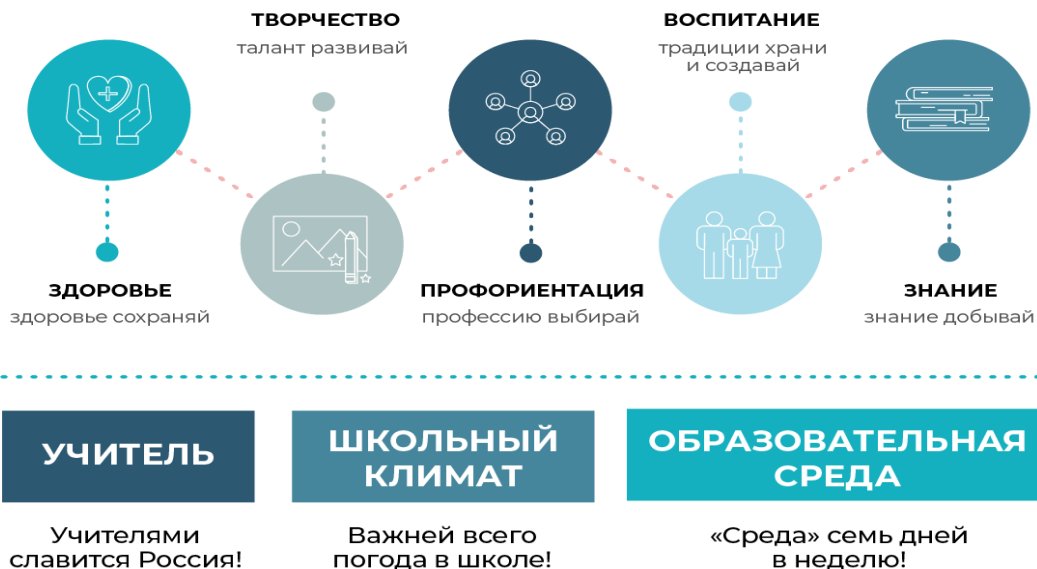 ТВОРЧЕСТВО
талант развивай
ВОСПИТАНИЕ
традиции храни
и создавай
ЗДОРОВЬЕ
здоровье сохраняй
ПРОФОРИЕНТАЦИЯ
профессию выбирай
ЗНАНИЕ
знание добывай
УЧИТЕЛЬ
Учителями
славится Россия!
ШКОЛЬНЫЙ
КЛИМАТ
Важней всего
погода в школе!
ОБРАЗОВАТЕЛЬНАЯ
СРЕДА
«Среда» семь дней
в неделю!